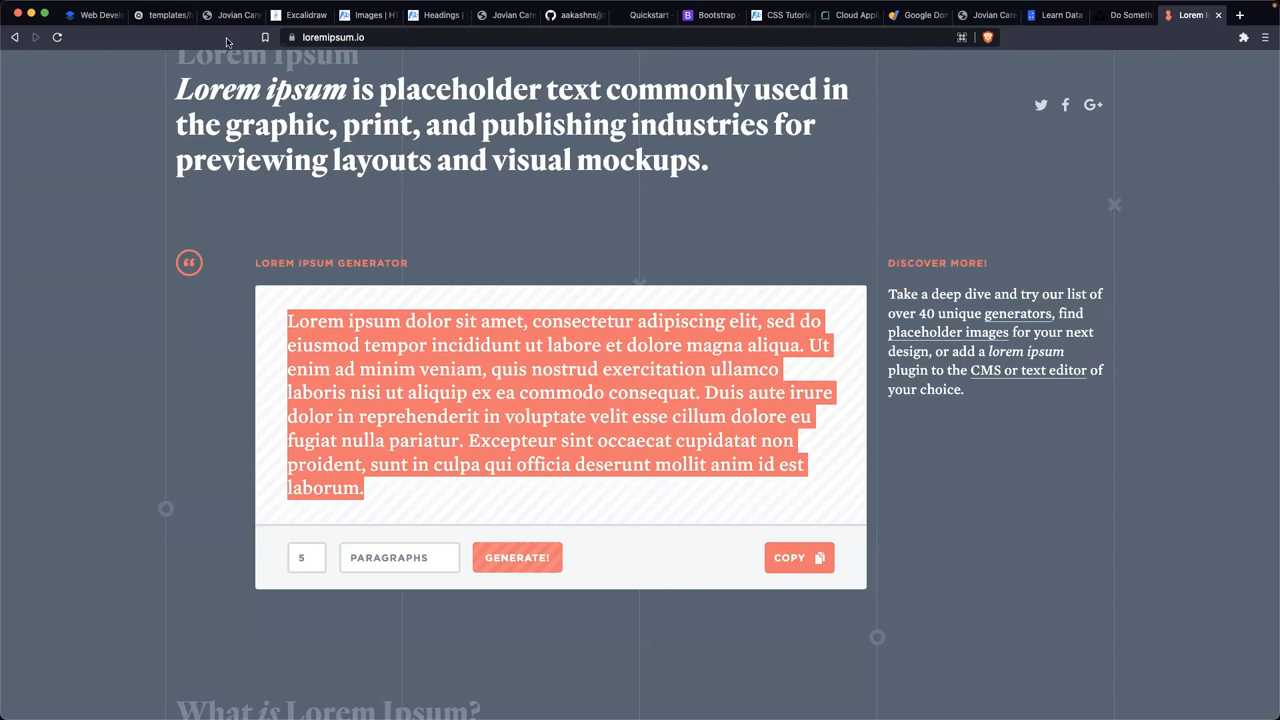 Web Develo
templates/h
Jovian Care
Excalidraw
Images | HT
Headings |
Jovian Care
aakashns/jo
Quickstart
Bootstrap
CSS Tutoria
Cloud Appl
Google Dom
Jovian Care
Learn Data
Do Someth
Lorem I
loremipsum.io
Lorem Ipsum
Lorem ipsum is placeholder text commonly used in
the graphic, print, and publishing industries for
previewing layouts and visual mockups.
LOREM IPSUM GENERATOR
Lorem ipsum dolor sit amet, consectetur adipiscing elit, sed do
eiusmod tempor incididunt ut labore et dolore magna aliqua. Ut
enim ad minim veniam, quis nostrud exercitation ullamco
laboris nisi ut aliquip ex ea commodo consequat. Duis aute irure
dolor in reprehenderit in voluptate velit esse cillum dolore eu
fugiat nulla pariatur. Excepteur sint occaecat cupidatat non
proident, sunt in culpa qui officia deserunt mollit anim id est
laborum.
5
PARAGRAPHS
GENERATE!
COPY
DISCOVER MORE!
Take a deep dive and try our list of
over 40 unique generators, find
placeholder images for your next
design, or add a lorem ipsum
plugin to the CMS or text editor of
your choice.
What is Lorem Ipsum?